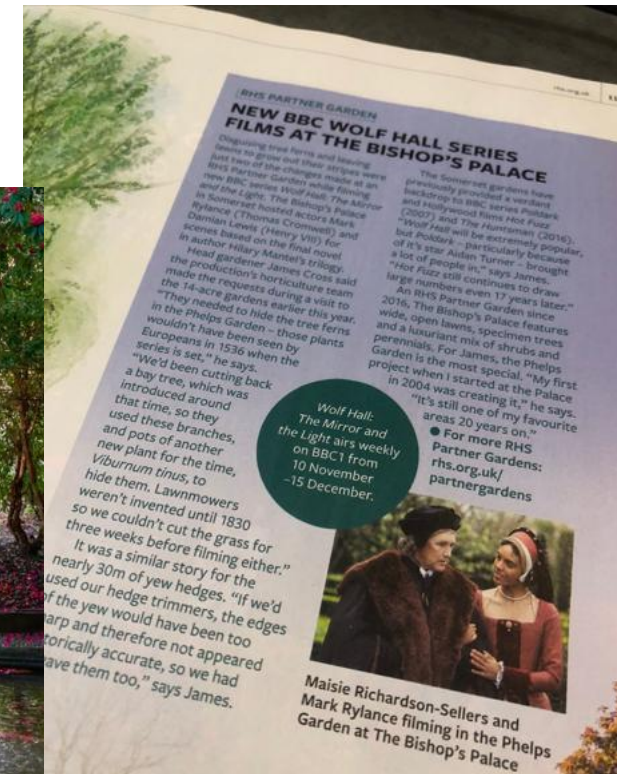 rhs.org.uk
RHS PARTNER GARDEN
NEW BBC WOLF HALL SERIES
FILMS AT THE BISHOP'S PALACE
Disguising tree ferns and leaving
lawns to grow out their stripes were
just two of the changes made at an
RHS Partner Garden while filming
new BBC series Wolf Hall: The Mirror
and the Light. The Bishop's Palace
in Somerset hosted actors Mark
Rylance (Thomas Cromwell) and
Damian Lewis (Henry VIII) for
scenes based on the final novel
in author Hilary Mantel's trilogy.
Head gardener James Cross said
the production's horticulture team
made the requests during a visit to
the 14-acre gardens earlier this year.
"They needed to hide the tree ferns
in the Phelps Garden – those plants
wouldn't have been seen by
Europeans in 1536 when the
series is set," he says.
"We'd been cutting back
a bay tree, which was
introduced around
that time, so they
used these branches,
and pots of another
new plant for the time,
Viburnum tinus, to
hide them. Lawnmowers
weren't invented until 1830
so we couldn't cut the grass for
three weeks before filming either."
It was a similar story for the
nearly 30m of yew hedges. "If we'd
used our hedge trimmers, the edges
of the yew would have been too
arp and therefore not appeared
torically accurate, so we had
ave them too," says James.
The Somerset gardens have
previously provided a verdant
backdrop to BBC series Poldark
and Hollywood films Hot Fuzz
(2007) and The Huntsman (2016).
"Wolf Hall will be extremely popular,
but Poldark – particularly because
of it's star Aidan Turner – brought
a lot of people in," says James.
"Hot Fuzz still continues to draw
large numbers even 17 years later."
An RHS Partner Garden since
2016, The Bishop's Palace features
wide, open lawns, specimen trees
and a luxuriant mix of shrubs and
perennials. For James, the Phelps
Garden is the most special. "My first
project when I started at the Palace
in 2004 was creating it," he says.
"It's still one of my favourite
areas 20 years on."
● For more RHS
Partner Gardens:
rhs.org.uk/
partnergardens
Wolf Hall:
The Mirror and
the Light airs weekly
on BBC1 from
10 November
–15 December.
Maisie Richardson-Sellers and
Mark Rylance filming in the Phelps
Garden at The Bishop's Palace